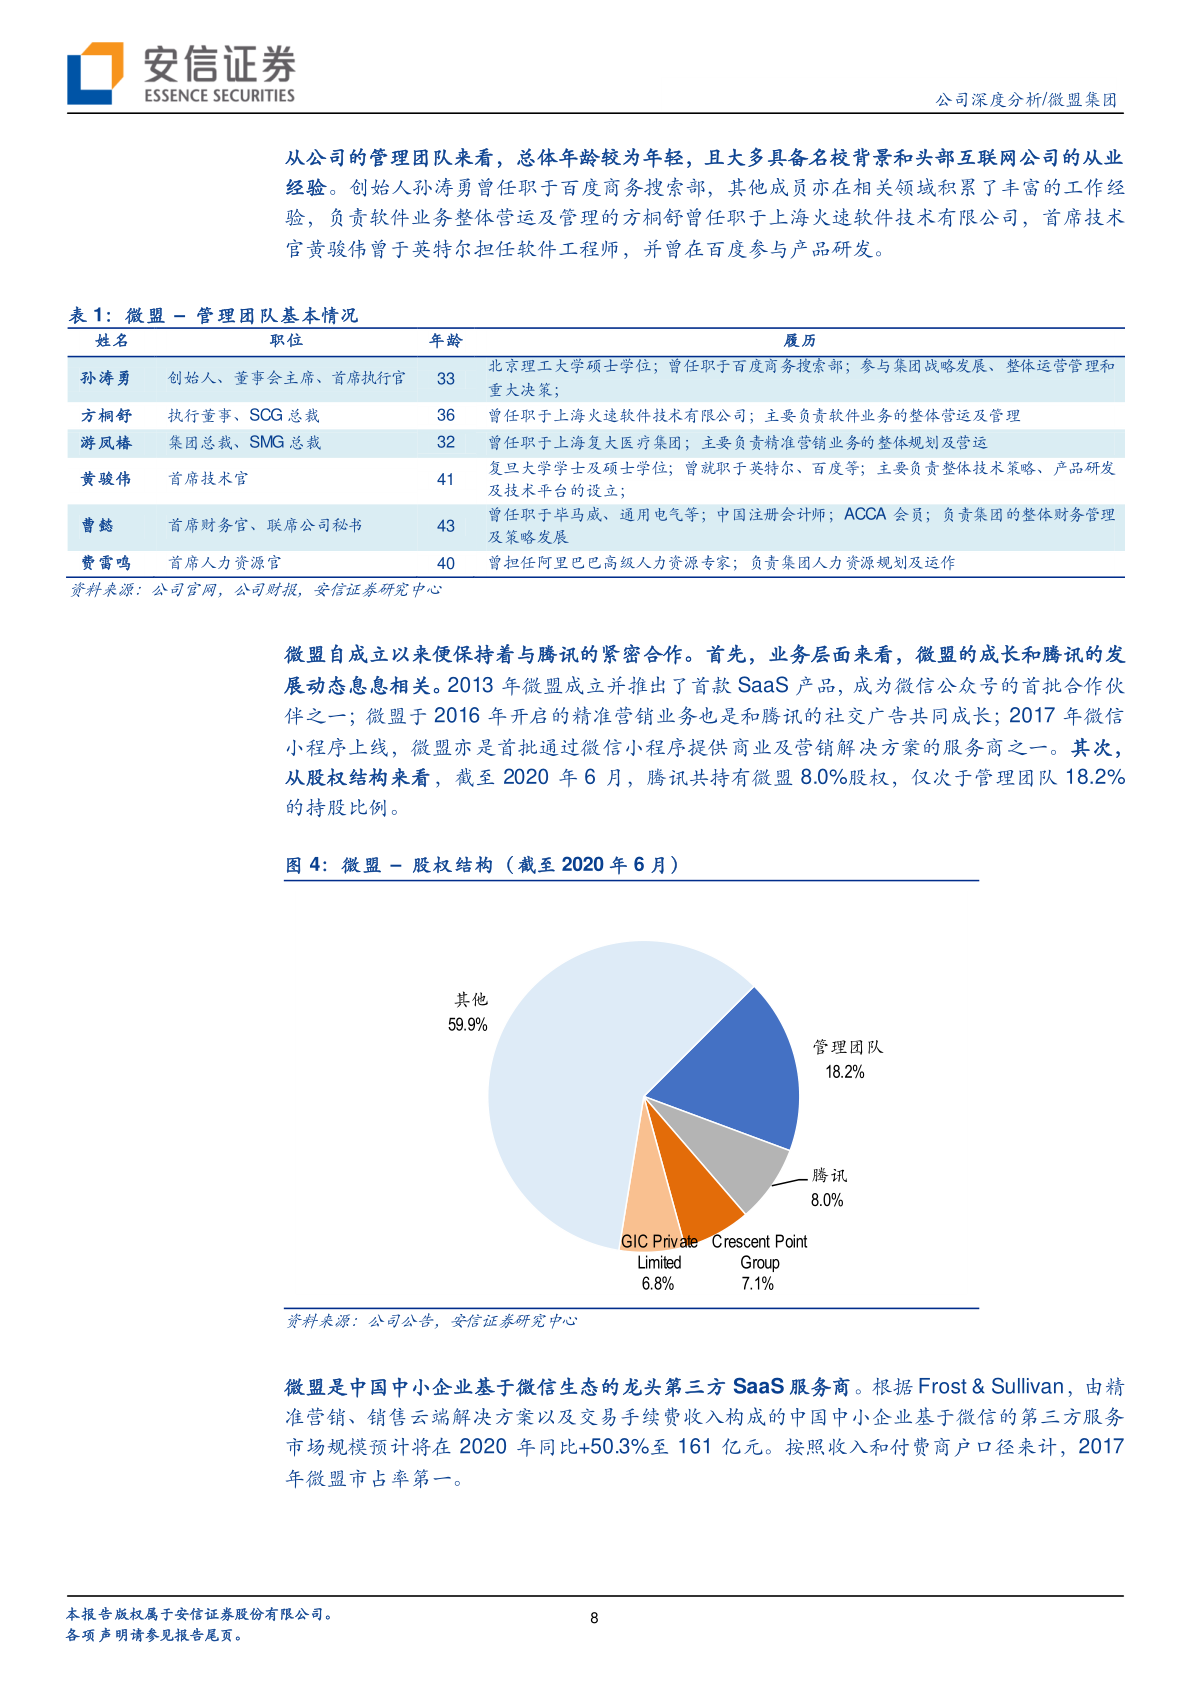 安信证券
ESSENCE SECURITIES
公司深度分析/微盟集团
从公司的管理团队来看，总体年龄较为年轻，且大多具备名校背景和头部互联网公司的从业
经验。创始人孙涛勇曾任职于百度商务搜索部，其他成员亦在相关领域积累了丰富的工作经
验，负责软件业务整体营运及管理的方桐舒曾任职于上海火速软件技术有限公司，首席技术
官黄骏伟曾于英特尔担任软件工程师，并曾在百度参与产品研发。
表 1：微盟 – 管理团队基本情况
姓名 职位 年龄 履历
孙涛勇 创始人、董事会主席、首席执行官 33 北京理工大学硕士学位；曾任职于百度商务搜索部；参与集团战略发展、整体运营管理和
重大决策；
方桐舒 执行董事、SCG 总裁 36 曾任职于上海火速软件技术有限公司；主要负责软件业务的整体营运及管理
游凤椿 集团总裁、SMG 总裁 32 曾任职于上海复大医疗集团；主要负责精准营销业务的整体规划及营运
黄骏伟 首席技术官 41 复旦大学学士及硕士学位；曾就职于英特尔、百度等；主要负责整体技术策略、产品研发
及技术平台的设立；
曹懿 首席财务官、联席公司秘书 43 曾任职于毕马威、通用电气等；中国注册会计师；ACCA 会员；负责集团的整体财务管理
及策略发展
费雷鸣 首席人力资源官 40 曾担任阿里巴巴高级人力资源专家；负责集团人力资源规划及运作
资料来源：公司官网，公司财报，安信证券研究中心
微盟自成立以来便保持着与腾讯的紧密合作。首先，业务层面来看，微盟的成长和腾讯的发
展动态息息相关。2013 年微盟成立并推出了首款 SaaS 产品，成为微信公众号的首批合作伙
伴之一；微盟于 2016 年开启的精准营销业务也是和腾讯的社交广告共同成长；2017 年微信
小程序上线，微盟亦是首批通过微信小程序提供商业及营销解决方案的服务商之一。其次，
从股权结构来看，截至 2020 年 6 月，腾讯共持有微盟 8.0%股权，仅次于管理团队 18.2%
的持股比例。
图 4：微盟 – 股权结构（截至 2020 年 6 月）
其他
59.9%
管理团队
18.2%
腾讯
8.0%
GIC Private
Limited
6.8%
Crescent Point
Group
7.1%
资料来源：公司公告，安信证券研究中心
微盟是中国中小企业基于微信生态的龙头第三方 SaaS 服务商。根据 Frost & Sullivan，由精
准营销、销售云端解决方案以及交易手续费收入构成的中国中小企业基于微信的第三方服务
市场规模预计将在 2020 年同比+50.3%至 161 亿元。按照收入和付费商户口径来计，2017
年微盟市占率第一。
本报告版权属于安信证券股份有限公司。
各项声明请参见报告尾页。
8